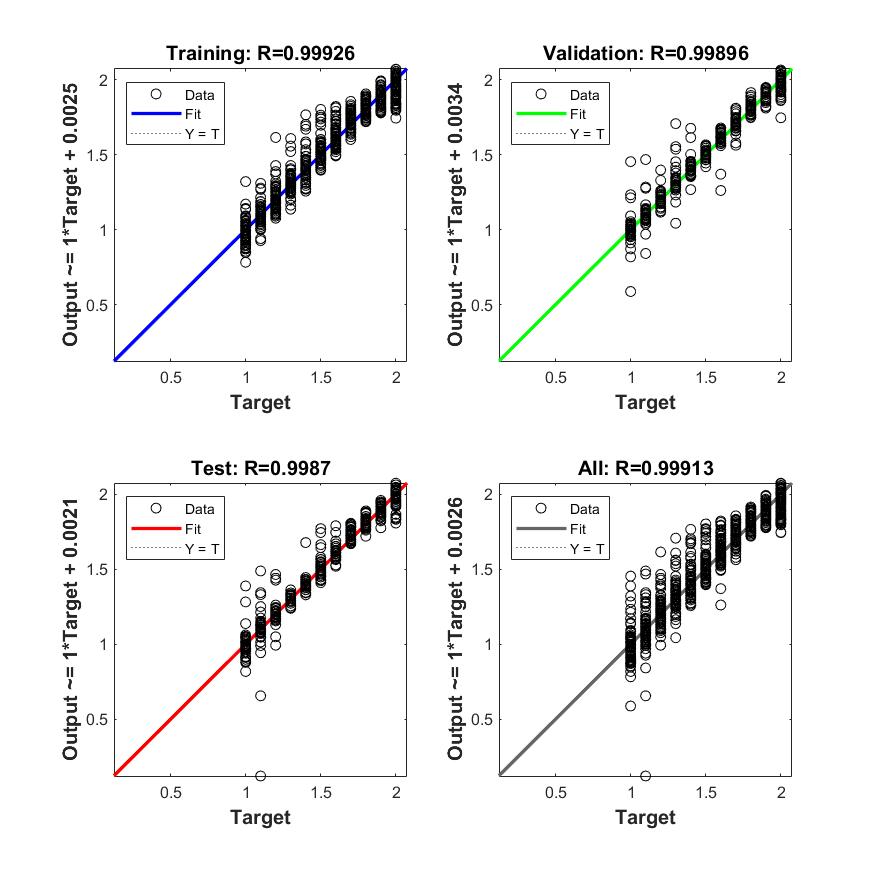 Training: R=0.99926
Output ~= 1*Target + 0.0025
2
1.5
1
0.5
Data
Fit
Y = T
0.5 1 1.5 2
Target
Validation: R=0.99896
Output ~= 1*Target + 0.0034
2
1.5
1
0.5
Data
Fit
Y = T
0.5 1 1.5 2
Target
Test: R=0.9987
Output ~= 1*Target + 0.0021
2
1.5
1
0.5
Data
Fit
Y = T
0.5 1 1.5 2
Target
All: R=0.99913
Output ~= 1*Target + 0.0026
2
1.5
1
0.5
Data
Fit
Y = T
0.5 1 1.5 2
Target